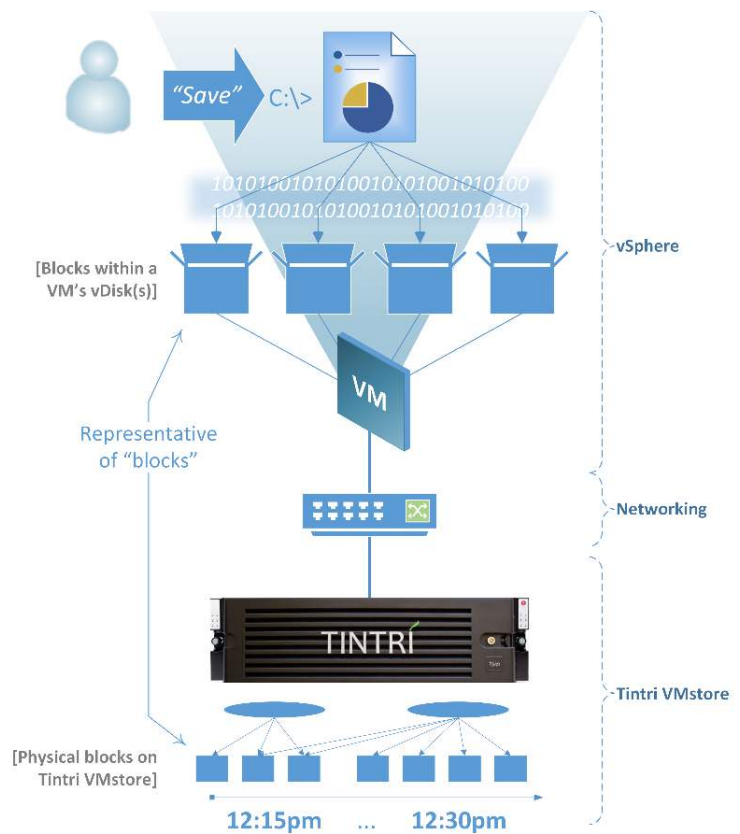 “Save”
C:\>
1010100101010010101001010100
1010100101010010101001010100
[Blocks within a
VM’s vDisk(s)]
vSphere
VM
Representative
of “blocks”
Networking
TINTRÍ
Tintri VMstore
[Physical blocks on
Tintri VMstore]
12:15pm ... 12:30pm